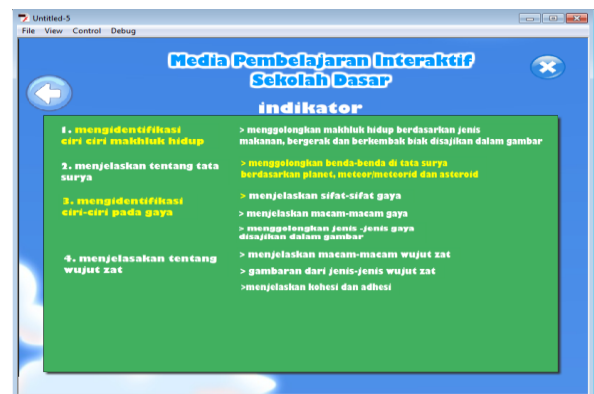 Untitled-5
File View Control Debug
Media Pembelajaran Interaktif
Sekolah Dasar
indikator
1. mengidentifikasi
ciri ciri makhluk hidup
> menggolongkan makhluk hidup berdasarkan jenis
makanan, bergerak dan berkembak biak disajikan dalam gambar
2. menjelaskan tentang tata
surya
> menggolongkan benda-benda di tata surya
berdasarkan planet, meteor/meteorid dan asteroid
3. mengidentifikasi
ciri-ciri pada gaya
> menjelaskan sifat-sifat gaya
> menjelaskan macam-macam gaya
> menggolongkan jenis -jenis gaya
disajikan dalam gambar
4. menjelasakan tentang
wujut zat
> menjelaskan macam-macam wujut zat
> gambaran dari jenis-jenis wujut zat
>menjelaskan kohesi dan adhesi